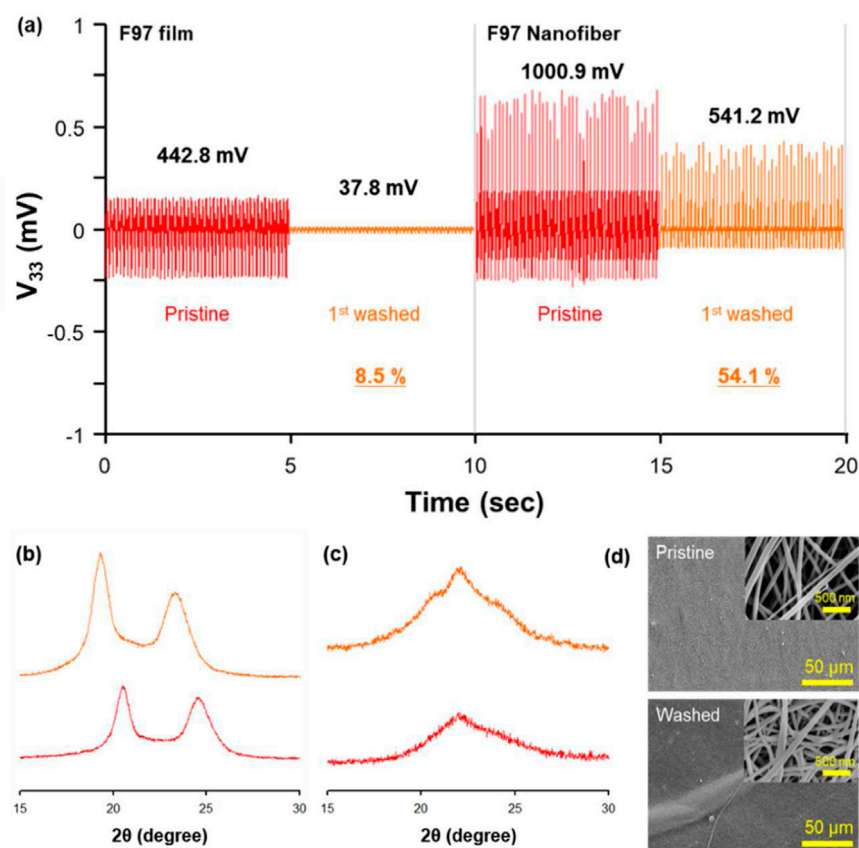 (a)
F97 film
F97 Nanofiber
1
0.5
0
-0.5
-1
V33 (mV)
442.8 mV
37.8 mV
1000.9 mV
541.2 mV
Pristine
1st washed
Pristine
1st washed
8.5 %
54.1 %
0
5
10
15
20
Time (sec)
(b)
15
20
25
30
2θ (degree)
(c)
15
20
25
30
2θ (degree)
(d)
Pristine
500 nm
50 μm
Washed
500 nm
50 μm